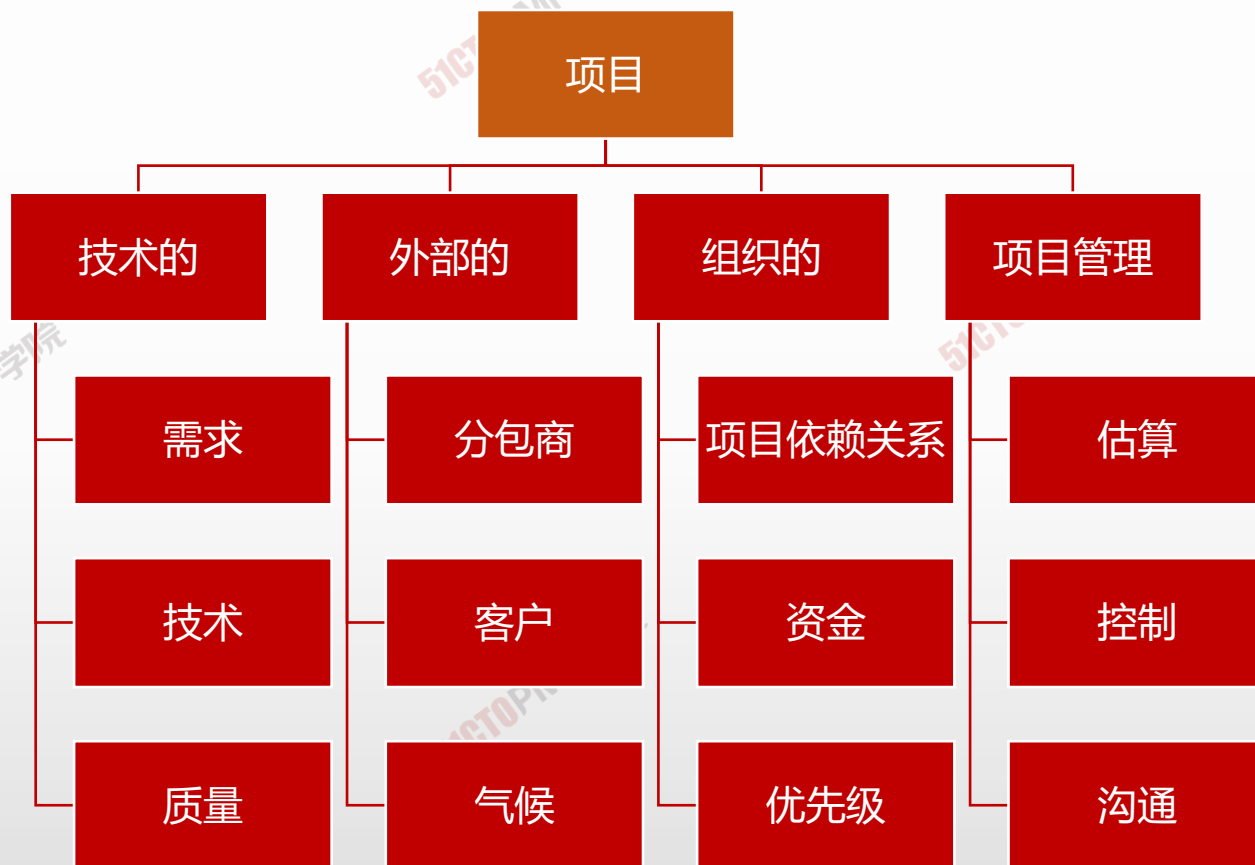 项目
技术的
外部的
组织的
项目管理
需求
分包商
项目依赖关系
估算
技术
客户
资金
控制
质量
气候
优先级
沟通